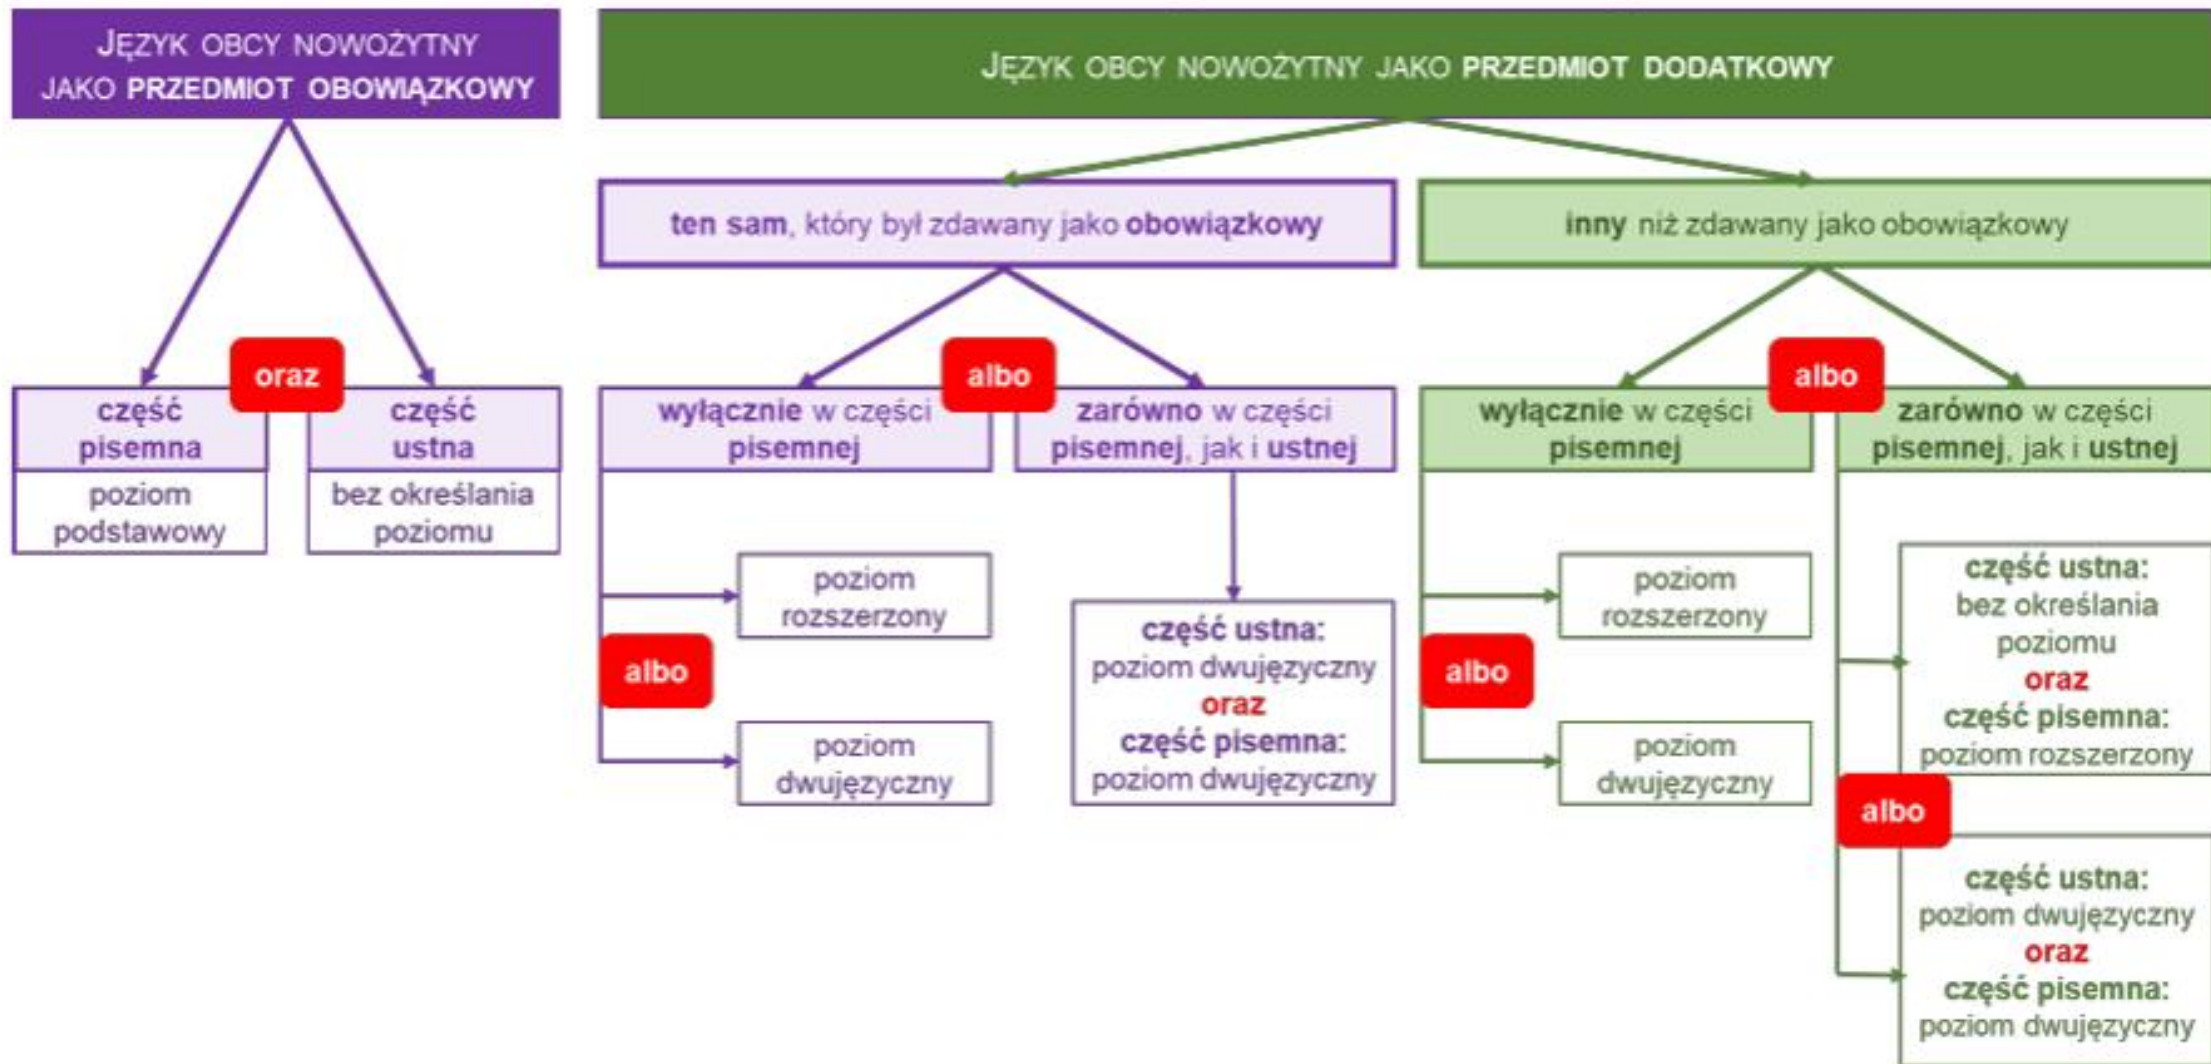 JĘZYK OBCY NOWOŻYTNY
JAKO PRZEDMIOT OBOWIĄZKOWY
oraz
część
pisemna
poziom
podstawowy
część
ustna
bez określania
poziomu
JĘZYK OBCY NOWOŻYTNY JAKO PRZEDMIOT DODATKOWY
ten sam, który był zdawany jako obowiązkowy
albo
wyłącznie w części
pisemnej
poziom
rozszerzony
albo
poziom
dwujęzyczny
zarówno w części
pisemnej, jak i ustnej
część ustna:
poziom dwujęzyczny
oraz
część pisemna:
poziom dwujęzyczny
inny niż zdawany jako obowiązkowy
albo
wyłącznie w części
pisemnej
poziom
rozszerzony
albo
poziom
dwujęzyczny
zarówno w części
pisemnej, jak i ustnej
część ustna:
bez określania
poziomu
oraz
część pisemna:
poziom rozszerzony
albo
część ustna:
poziom dwujęzyczny
oraz
część pisemna:
poziom dwujęzyczny